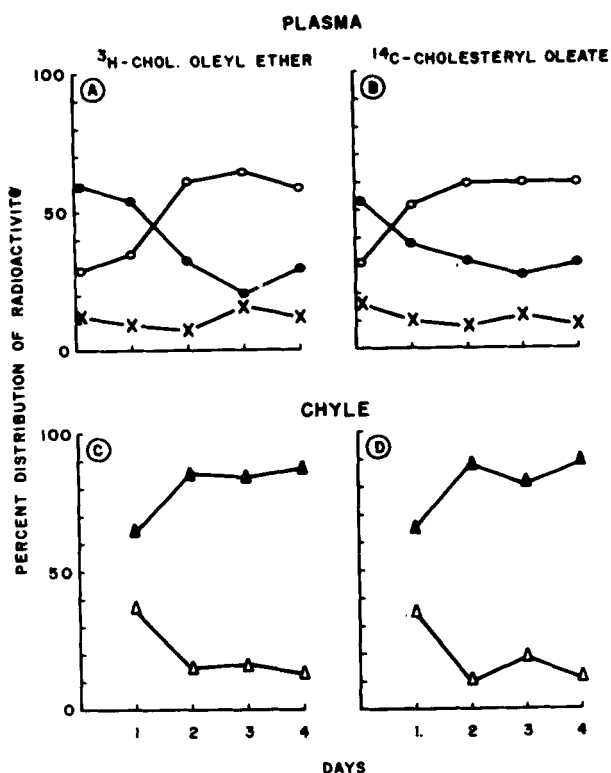 PLASMA
³H-CHOL. OLEYL ETHER
¹⁴C-CHOLESTERYL OLEATE
A
B
100
50
0
PERCENT DISTRIBUTION OF RADIOACTIVITY
CHYLE
C
D
100
50
0
1 2 3 4
1. 2 3 4
DAYS